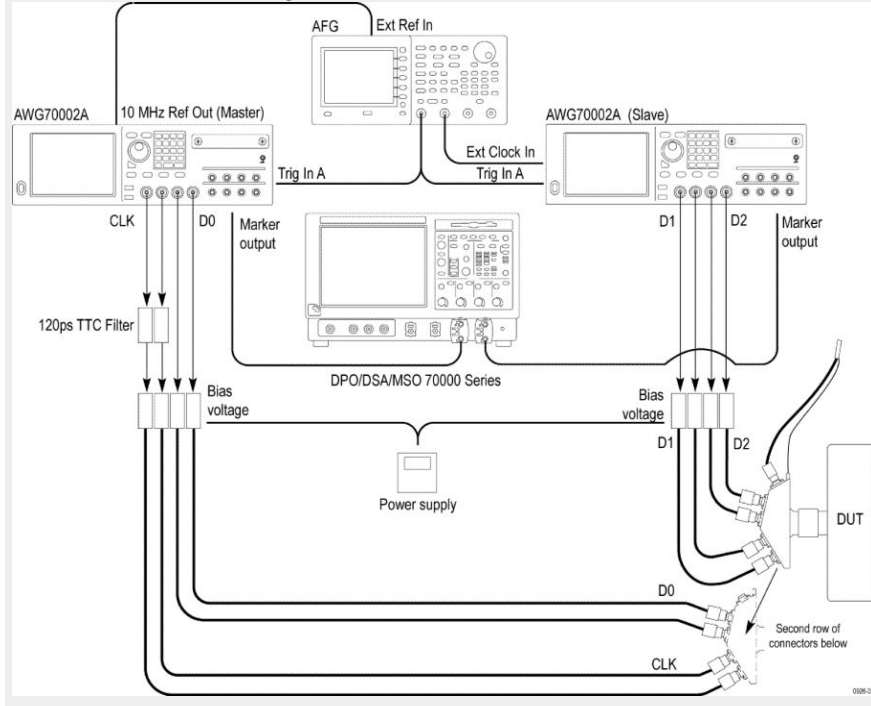 AFG
Ext Ref In
AWG70002A
10 MHz Ref Out (Master)
AWG70002A (Slave)
Ext Clock In
Trig In A
Trig In A
CLK
D0
Marker
output
D1
D2
Marker
output
120ps TTC Filter
DPO/DSA/MSO 70000 Series
Bias
voltage
Bias
voltage
D1
D2
Power supply
DUT
D0
Second row of
connectors below
CLK